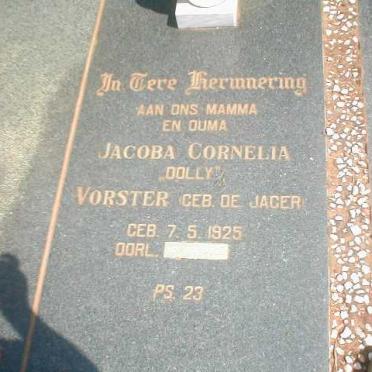 In Tere Herinnering
AAN ONS MAMMA
EN OUMA
JACOBA CORNELIA
„DOLLY”
VORSTER (GEB. DE JAGER)
GEB. 7. 5. 1925
OORL.
PS. 23